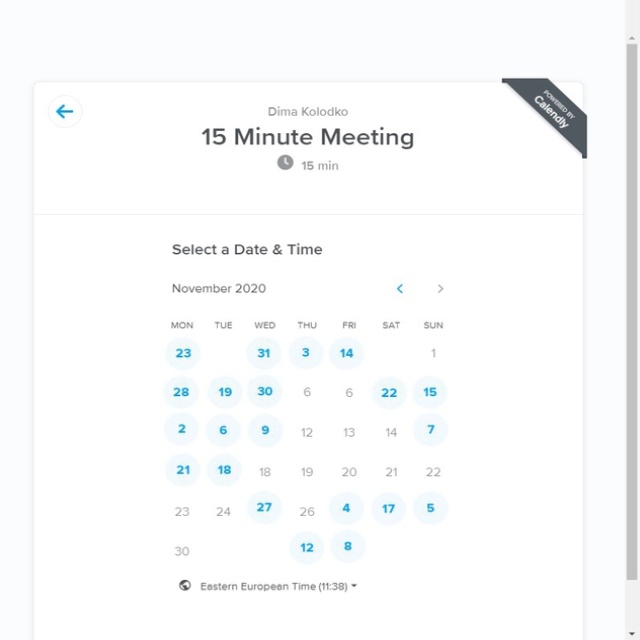 POWERED BY
Calendly
Dima Kolodko
15 Minute Meeting
15 min
Select a Date & Time
November 2020
MON TUE WED THU FRI SAT SUN
23 31 3 14 1
28 19 30 6 6 22 15
2 6 9 12 13 14 7
21 18 18 19 20 21 22
23 24 27 26 4 17 5
30 12 8
Eastern European Time (11:38)